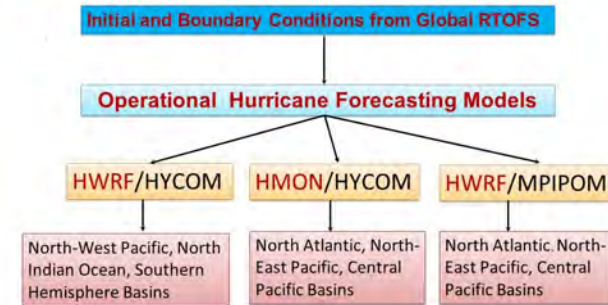 Initial and Boundary Conditions from Global RTOFS
Operational Hurricane Forecasting Models
HWRF/HYCOM
HMON/HYCOM
HWRF/MPIPOM
North-West Pacific, North
Indian Ocean, Southern
Hemisphere Basins
North Atlantic, North-
East Pacific, Central
Pacific Basins
North Atlantic. North-
East Pacific, Central
Pacific Basins